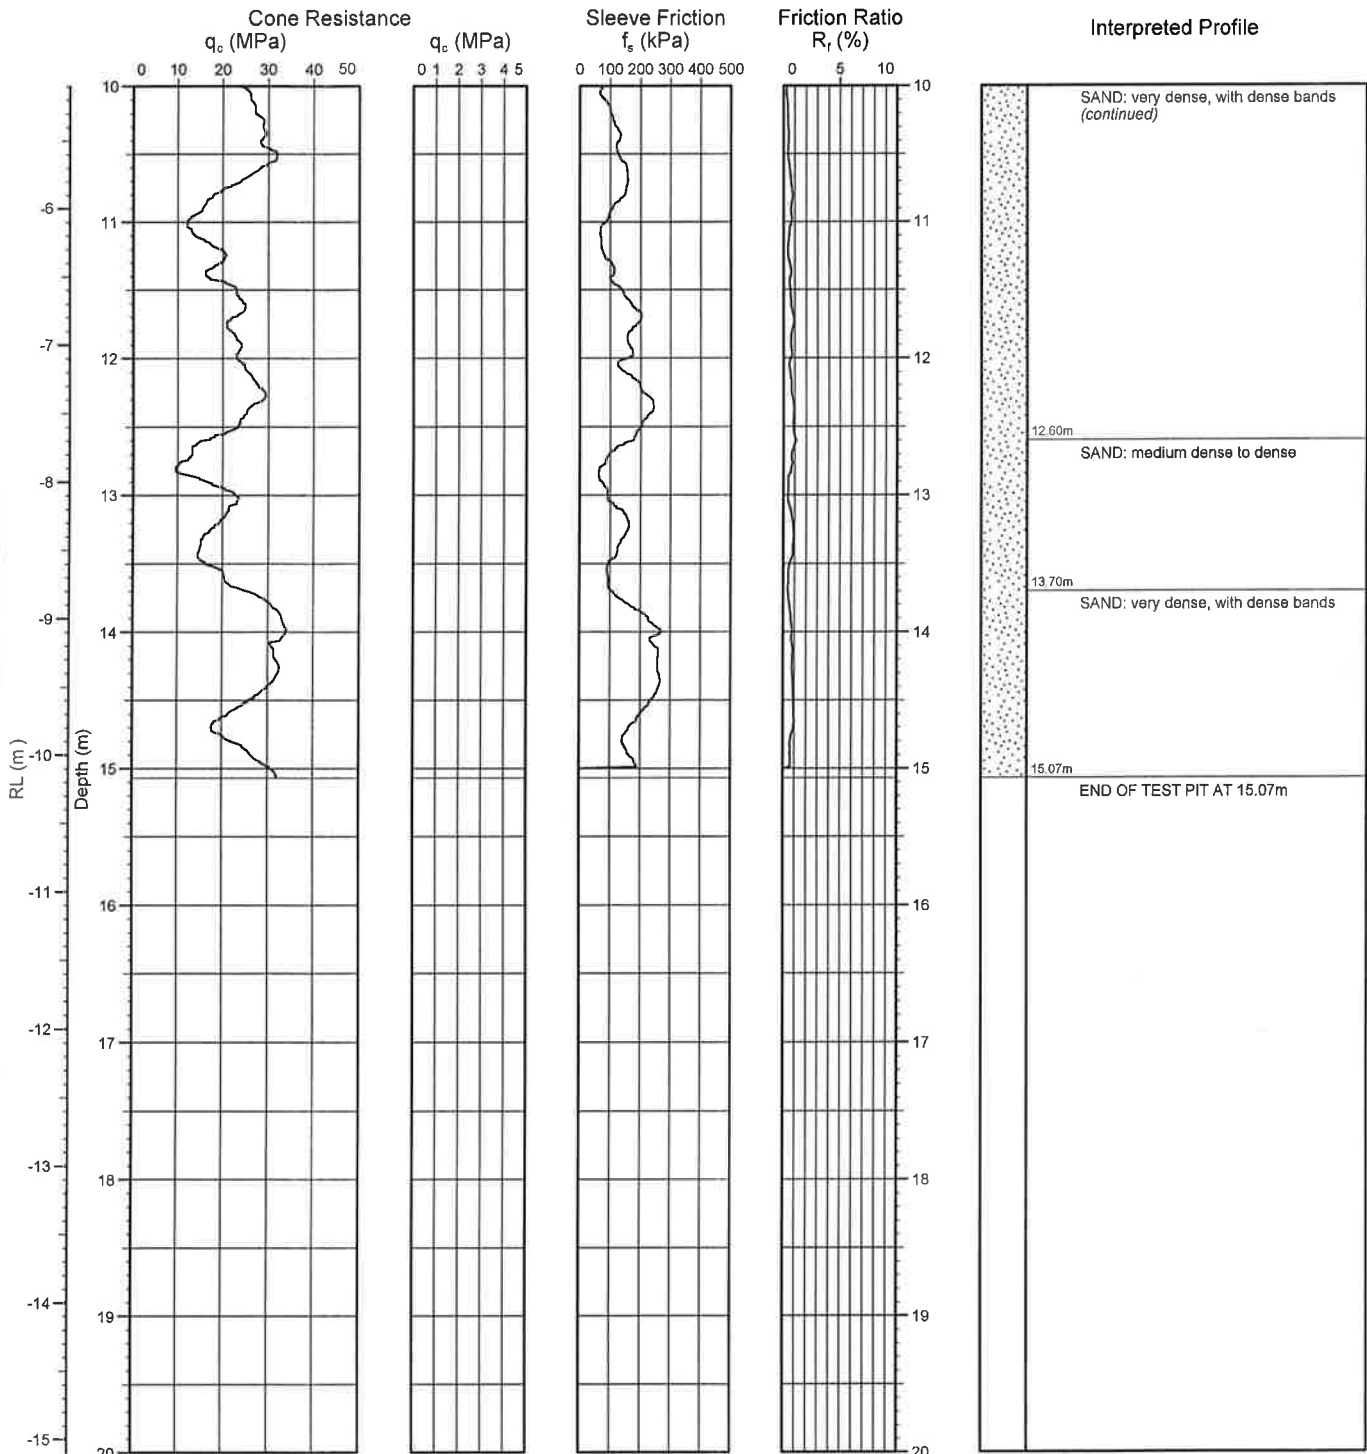 Cone Resistance
qc (MPa)
qc (MPa)
Sleeve Friction
fs (kPa)
Friction Ratio
Rf (%)
Interpreted Profile
0 10 20 30 40 50
0 1 2 3 4 5
0 100 200 300 400 500
0 5 10
10
11
12
13
14
15
16
17
18
19
20
10
11
12
13
14
15
16
17
18
19
20
-6
-7
-8
-9
-10
-11
-12
-13
-14
-15
RL (m)
Depth (m)
SAND: very dense, with dense bands
(continued)
12.60m
SAND: medium dense to dense
13.70m
SAND: very dense, with dense bands
15.07m
END OF TEST PIT AT 15.07m